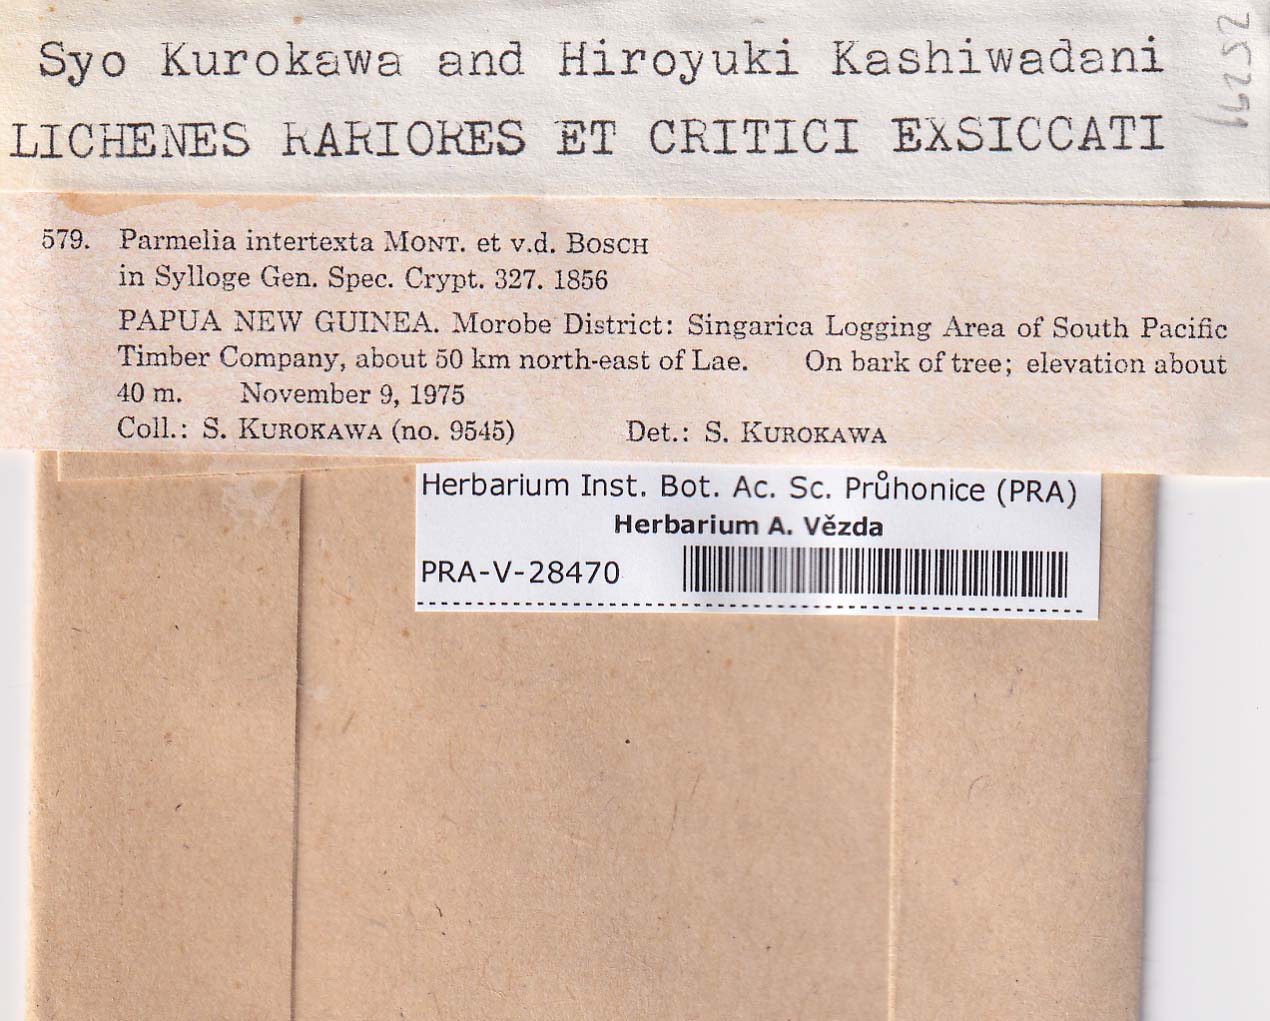 Syo Kurokawa and Hiroyuki Kashiwadani
LICHENES RARIORES ET CRITICI EXSICCATI
16252
579. Parmelia intertexta MONT. et v.d. BOSCH
in Sylloge Gen. Spec. Crypt. 327. 1856
PAPUA NEW GUINEA. Morobe District: Singarica Logging Area of South Pacific
Timber Company, about 50 km north-east of Lae. On bark of tree; elevation about
40 m. November 9, 1975
Coll.: S. KUROKAWA (no. 9545) Det.: S. KUROKAWA
Herbarium Inst. Bot. Ac. Sc. Průhonice (PRA)
Herbarium A. Vězda
PRA-V-28470